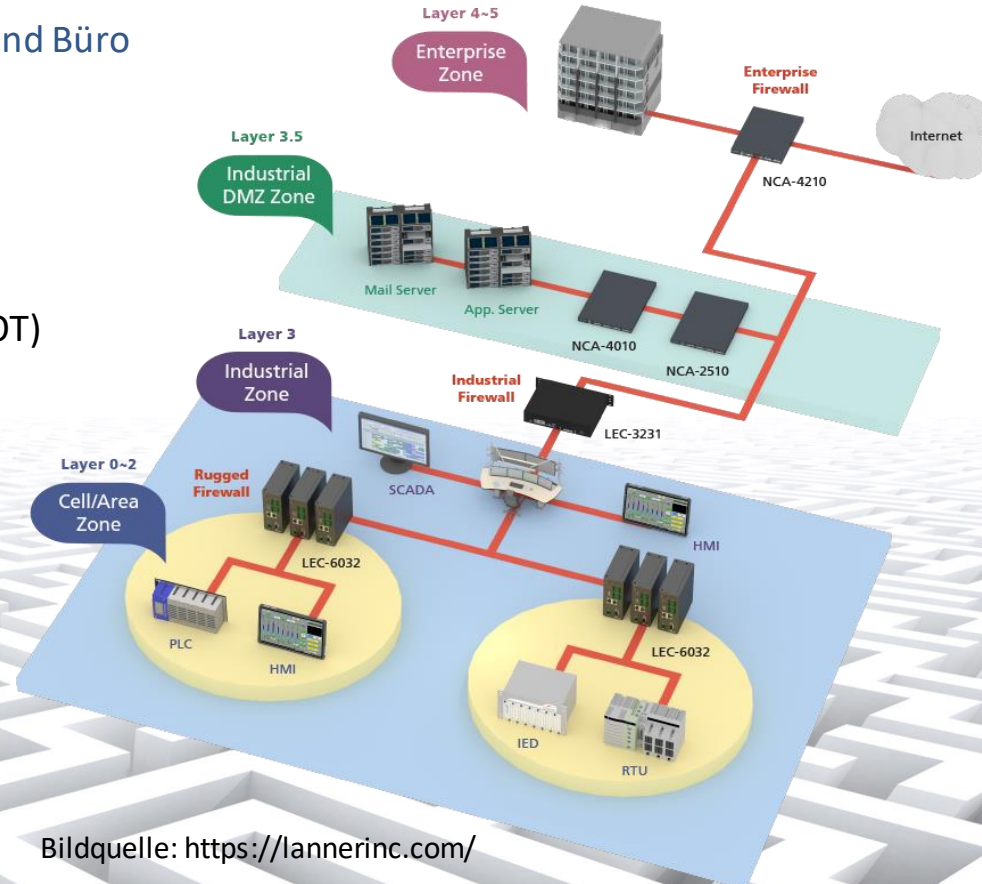 nd Büro
Layer 4~5
Enterprise
Zone
Enterprise
Firewall
Internet
NCA-4210
Layer 3.5
Industrial
DMZ Zone
Mail Server
App. Server
NCA-4010
NCA-2510
OT)
Layer 3
Industrial
Zone
Industrial
Firewall
LEC-3231
SCADA
HMI
Layer 0~2
Cell/Area
Zone
Rugged
Firewall
LEC-6032
PLC
HMI
LEC-6032
IED
RTU
Bildquelle: https://lannerinc.com/